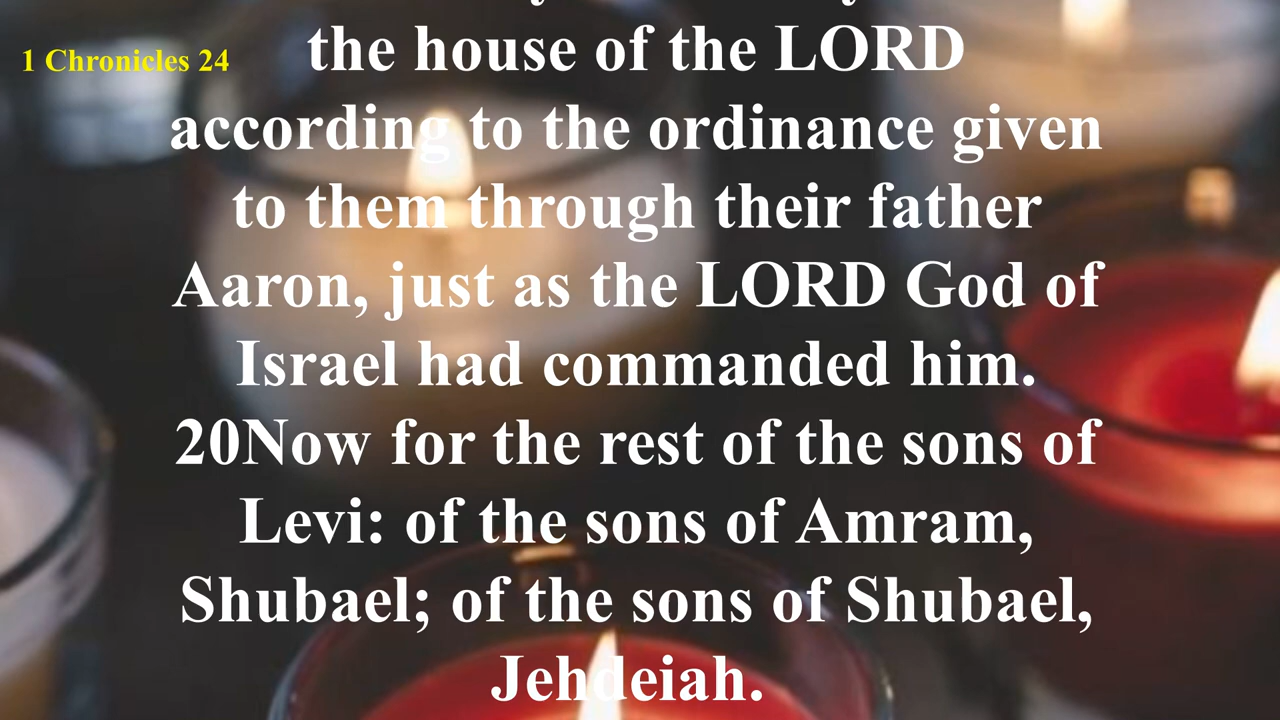 1 Chronicles 24
the house of the LORD
according to the ordinance given
to them through their father
Aaron, just as the LORD God of
Israel had commanded him.
20Now for the rest of the sons of
Levi: of the sons of Amram,
Shubael; of the sons of Shubael,
Jehdeiah.